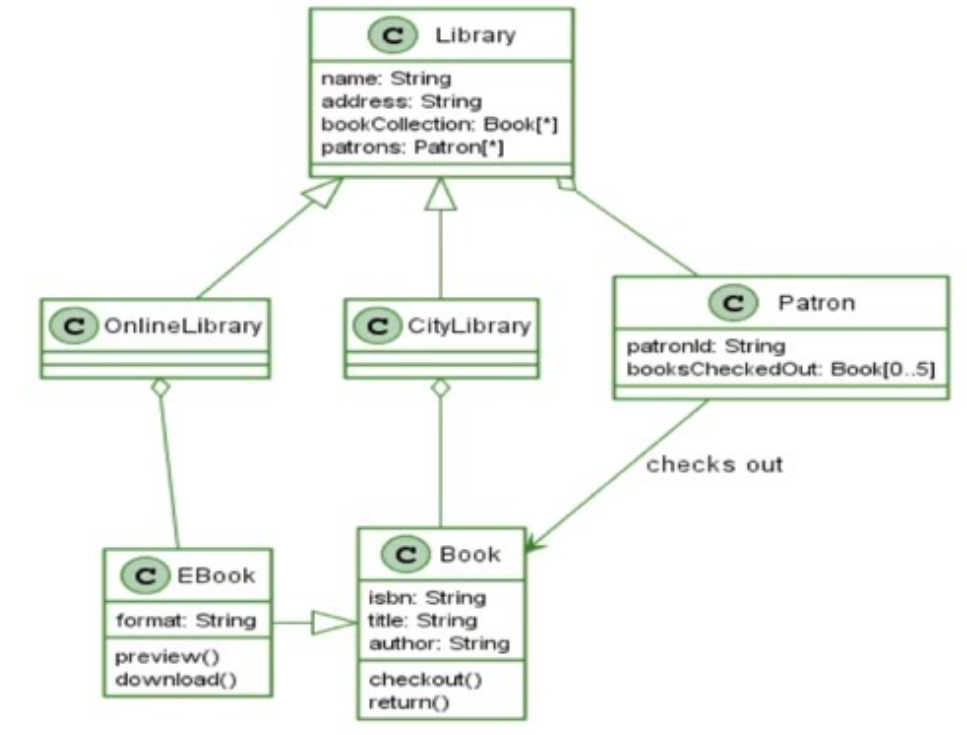 C Library
name: String
address: String
bookCollection: Book[*]
patrons: Patron[*]
C OnlineLibrary
C CityLibrary
C Patron
patronId: String
booksCheckedOut: Book[0..5]
checks out
C EBook
format: String
preview()
download()
C Book
isbn: String
title: String
author: String
checkout()
return()